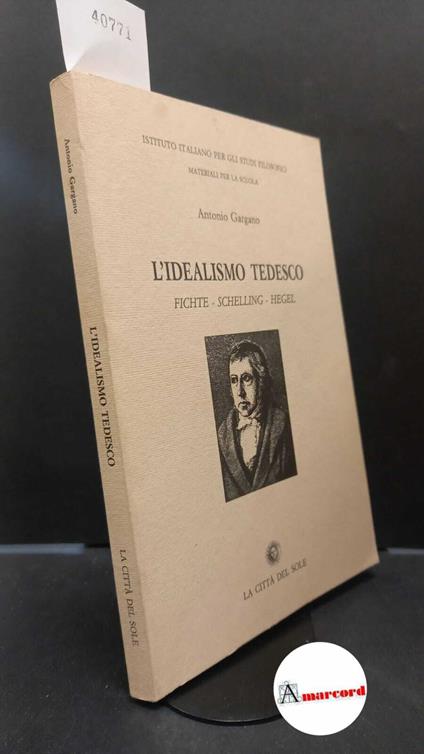 40771
ISTITUTO ITALIANO PER GLI STUDI FILOSOFICI
MATERIALI PER LA SCUOLA
Antonio Gargano
L'IDEALISMO TEDESCO
FICHTE - SCHELLING - HEGEL
LA CITTÀ DEL SOLE
Antonio Gargano
L'IDEALISMO TEDESCO
LA CITTÀ DEL SOLE
Amarcord